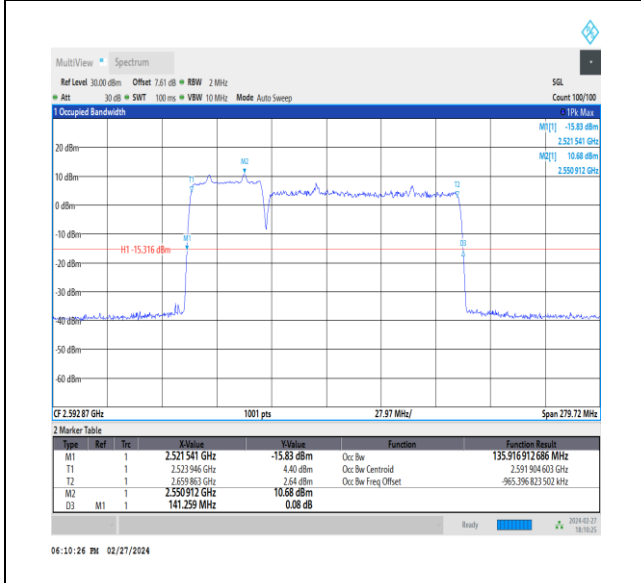 MultiView Spectrum
Ref Level 30.00 dBm Offset 7.61 dB RBW 2 MHz SGL
Att 30 dB SWT 100 ms VBW 10 MHz Mode Auto Sweep Count 100/100
1 Occupied Bandwidth 1Pk Max
M1[1] -15.83 dBm
2.521 541 GHz
20 dBm
M2[1] 10.68 dBm
2.550 912 GHz
M2
10 dBm
T1
T2
0 dBm
-10 dBm
M1
D3
H1 -15.316 dBm
-20 dBm
-30 dBm
-40 dBm
-50 dBm
-60 dBm
CF 2.592 87 GHz 1001 pts 27.97 MHz/ Span 279.72 MHz
2 Marker Table
Type Ref Trc X-Value Y-Value Function Function Result
M1 1 2.521 541 GHz -15.83 dBm Occ Bw 135.916 912 686 MHz
T1 1 2.523 946 GHz 4.40 dBm Occ Bw Centroid 2.591 904 603 GHz
T2 1 2.659 863 GHz 2.64 dBm Occ Bw Freq Offset -965.396 823 502 kHz
M2 1 2.550 912 GHz 10.68 dBm
D3 M1 1 141.259 MHz 0.08 dB
Ready 2024-02-27
18:10:25
06:10:26 PM 02/27/2024